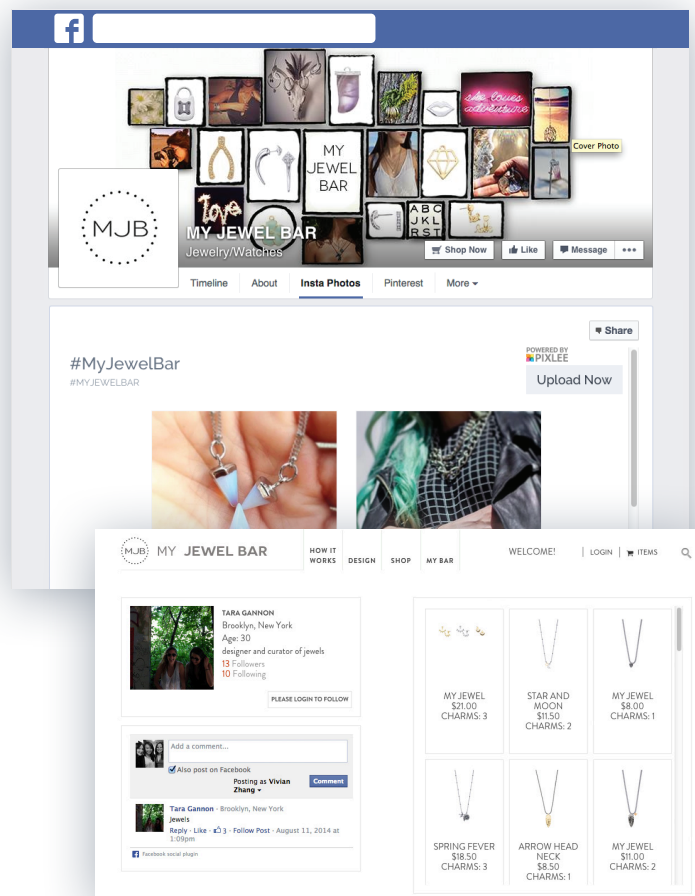 f
she loves
adventure
Cover Photo
MY
JEWEL
BAR
love
A B C
J K L
R S T
MJB
MY JEWEL BAR
Jewelry/Watches
Shop Now
Like
Message
Timeline
About
Insta Photos
Pinterest
More
Share
#MyJewelBar
#MYJEWELBAR
POWERED BY
PIXLEE
Upload Now
MJB
MY JEWEL BAR
HOW IT
WORKS
DESIGN
SHOP
MY BAR
WELCOME!
LOGIN
ITEMS
TARA GANNON
Brooklyn, New York
Age: 30
designer and curator of jewels
13 Followers
10 Following
PLEASE LOGIN TO FOLLOW
Add a comment...
Also post on Facebook
Posting as Vivian
Zhang
Comment
Tara Gannon · Brooklyn, New York
Jewels
Reply · Like · 3 · Follow Post · August 11, 2014 at
1:09pm
Facebook social plugin
MY JEWEL
$21.00
CHARMS: 3
STAR AND
MOON
$11.50
CHARMS: 2
MY JEWEL
$8.00
CHARMS: 1
SPRING FEVER
$18.50
CHARMS: 3
ARROW HEAD
NECK
$8.50
CHARMS: 1
MY JEWEL
$11.00
CHARMS: 2